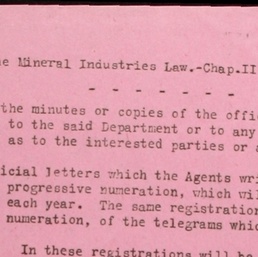 e Mineral Industries Law.-Chap.II
- - - - - - -
the minutes or copies of the offic
to the said Department or to any
as to the interested parties or a
icial letters which the Agents wri
progressive numeration, which wil
each year. The same registration
numeration, of the telegrams whic
In these registrations will be